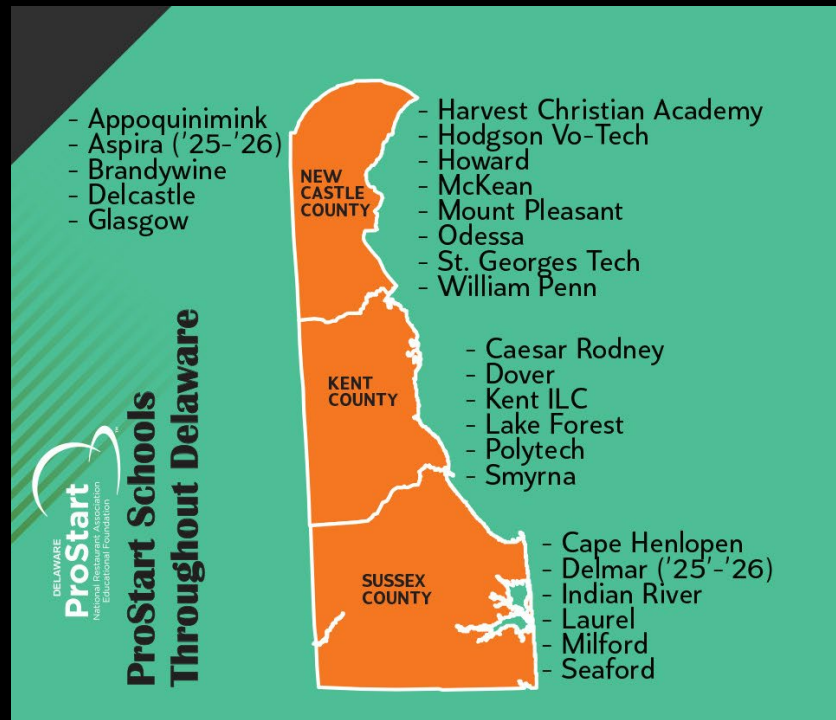 - Appoquinimink
- Aspira ('25-'26)
- Brandywine
- Delcastle
- Glasgow
NEW
CASTLE
COUNTY
- Harvest Christian Academy
- Hodgson Vo-Tech
- Howard
- McKean
- Mount Pleasant
- Odessa
- St. Georges Tech
- William Penn
KENT
COUNTY
- Caesar Rodney
- Dover
- Kent ILC
- Lake Forest
- Polytech
- Smyrna
SUSSEX
COUNTY
- Cape Henlopen
- Delmar ('25'-'26)
- Indian River
- Laurel
- Milford
- Seaford
DELAWARE
ProStart
™
National Restaurant Association
Educational Foundation
ProStart Schools
Throughout Delaware